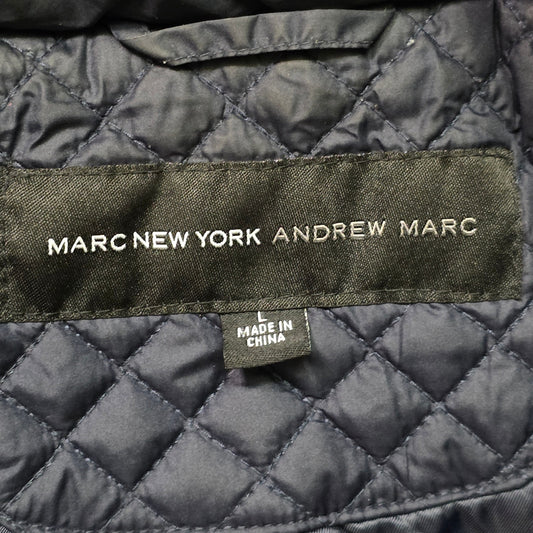 MARC NEW YORK ANDREW MARC
L
MADE IN
CHINA